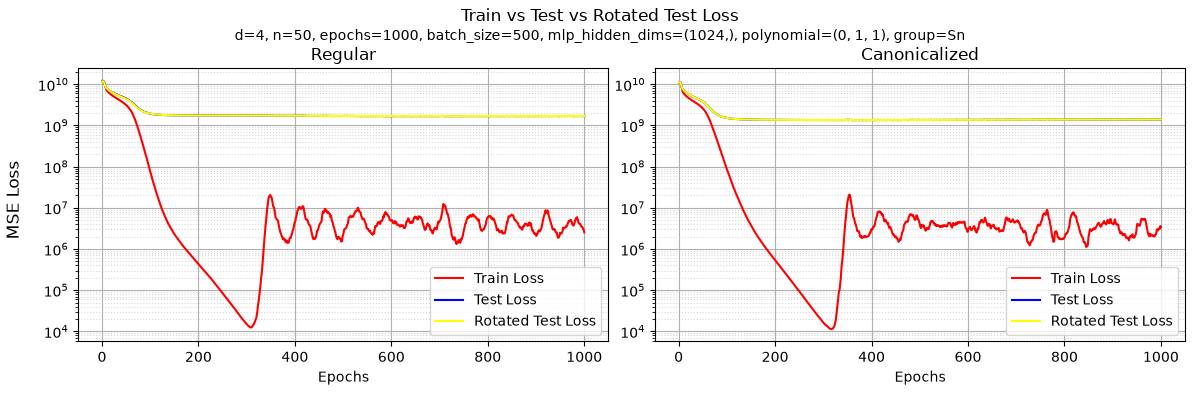 Train vs Test vs Rotated Test Loss
d=4, n=50, epochs=1000, batch_size=500, mlp_hidden_dims=(1024,), polynomial=(0, 1, 1), group=Sn
Regular
MSE Loss
10^10
10^9
10^8
10^7
10^6
10^5
10^4
0 200 400 600 800 1000
Epochs
Train Loss
Test Loss
Rotated Test Loss
Canonicalized
10^10
10^9
10^8
10^7
10^6
10^5
10^4
0 200 400 600 800 1000
Epochs
Train Loss
Test Loss
Rotated Test Loss